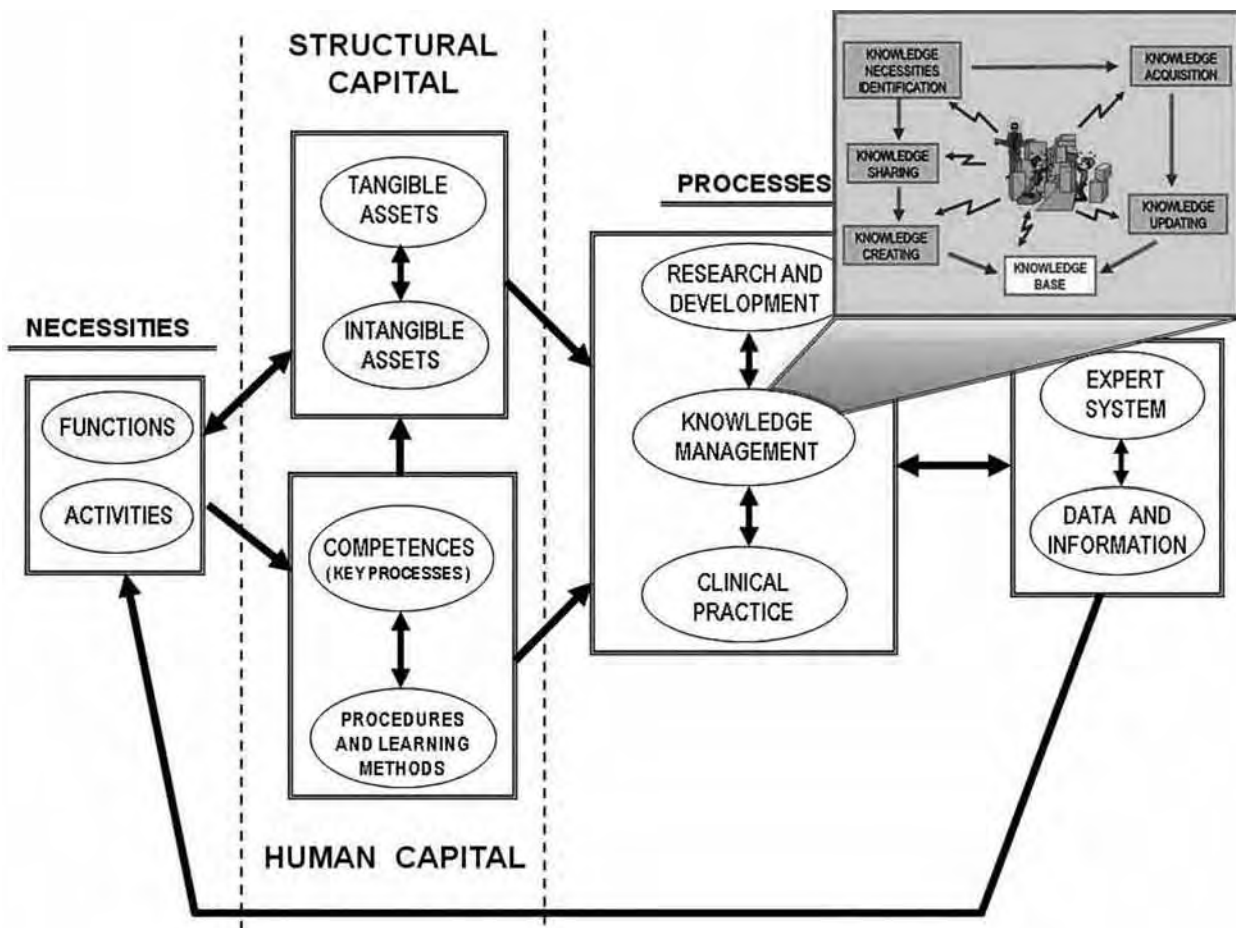 STRUCTURAL
CAPITAL
TANGIBLE
ASSETS
INTANGIBLE
ASSETS
NECESSITIES
FUNCTIONS
ACTIVITIES
COMPETENCES
(KEY PROCESSES)
PROCEDURES
AND LEARNING
METHODS
HUMAN CAPITAL
PROCESSES
RESEARCH AND
DEVELOPMENT
KNOWLEDGE
MANAGEMENT
CLINICAL
PRACTICE
KNOWLEDGE
NECESSITIES
IDENTIFICATION
KNOWLEDGE
ACQUISITION
KNOWLEDGE
SHARING
KNOWLEDGE
UPDATING
KNOWLEDGE
CREATING
KNOWLEDGE
BASE
EXPERT
SYSTEM
DATA AND
INFORMATION